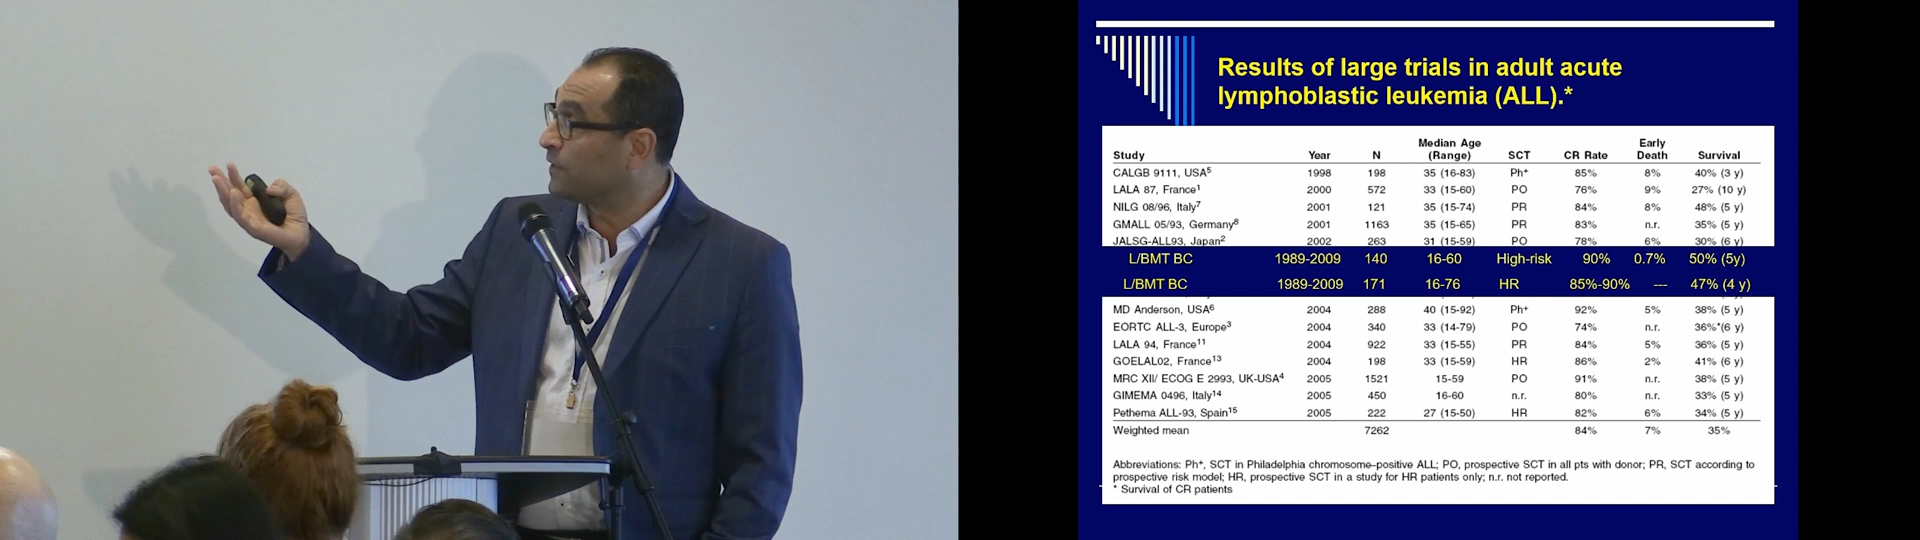 Results of large trials in adult acute
lymphoblastic leukemia (ALL).*
Study Year N Median Age (Range) SCT CR Rate Early Death Survival
CALGB 9111, USA5 1998 198 35 (16-83) Ph+ 85% 8% 40% (3 y)
LALA 87, France1 2000 572 33 (15-60) PO 76% 9% 27% (10 y)
NILG 08/96, Italy7 2001 121 35 (15-74) PR 84% 8% 48% (5 y)
GMALL 05/93, Germany8 2001 1163 35 (15-65) PR 83% n.r. 35% (5 y)
JALSG-ALL93, Japan2 2002 263 31 (15-59) PO 78% 6% 30% (6 y)
L/BMT BC 1989-2009 140 16-60 High-risk 90% 0.7% 50% (5y)
L/BMT BC 1989-2009 171 16-76 HR 85%-90% --- 47% (4 y)
MD Anderson, USA6 2004 288 40 (15-92) Ph+ 92% 5% 38% (5 y)
EORTC ALL-3, Europe3 2004 340 33 (14-79) PO 74% n.r. 36%*(6 y)
LALA 94, France11 2004 922 33 (15-55) PR 84% 5% 36% (5 y)
GOELAL02, France13 2004 198 33 (15-59) HR 86% 2% 41% (6 y)
MRC XII/ ECOG E 2993, UK-USA4 2005 1521 15-59 PO 91% n.r. 38% (5 y)
GIMEMA 0496, Italy14 2005 450 16-60 n.r. 80% n.r. 33% (5 y)
Pethema ALL-93, Spain15 2005 222 27 (15-50) HR 82% 6% 34% (5 y)
Weighted mean 7262 84% 7% 35%
Abbreviations: Ph+, SCT in Philadelphia chromosome–positive ALL; PO, prospective SCT in all pts with donor; PR, SCT according to
prospective risk model; HR, prospective SCT in a study for HR patients only; n.r. not reported.
* Survival of CR patients